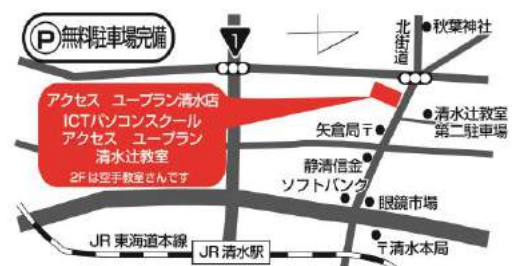 P無料駐車場完備
1
北街道
秋葉神社
アクセス ユープラン清水店
ICTパソコンスクール
アクセス ユープラン
清水辻教室
2Fは空手教室さんです
清水辻教室
第二駐車場
矢倉局〒
静清信金
ソフトバンク
眼鏡市場
JR東海道本線
JR清水駅
〒清水本局